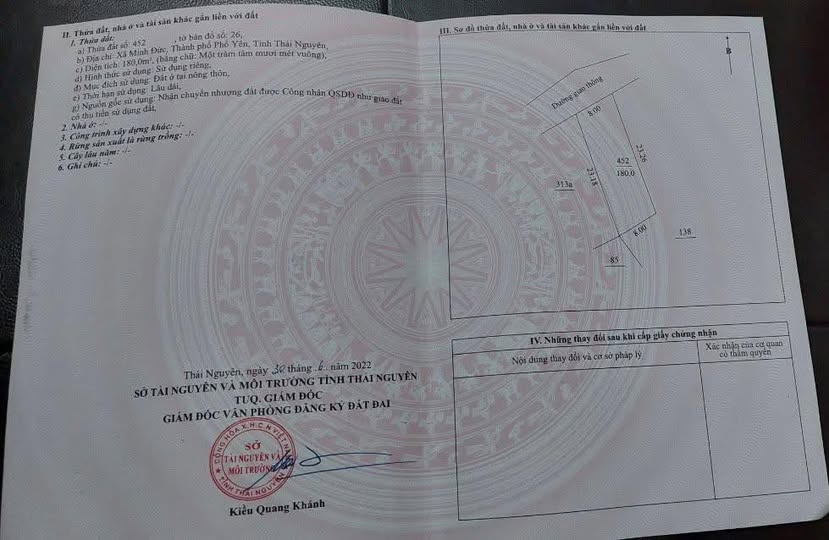 II. Thửa đất, nhà ở và tài sản khác gắn liền với đất
1. Thửa đất:
a) Thửa đất số: 452 , tờ bản đồ số: 26,
b) Địa chỉ: Xã Minh Đức, Thành phố Phổ Yên, Tỉnh Thái Nguyên,
c) Diện tích: 180,0m², (bằng chữ: Một trăm tám mươi mét vuông),
d) Hình thức sử dụng: Sử dụng riêng,
đ) Mục đích sử dụng: Đất ở tại nông thôn,
e) Thời hạn sử dụng: Lâu dài,
g) Nguồn gốc sử dụng: Nhận chuyển nhượng đất được Công nhận QSDĐ như giao đất
có thu tiền sử dụng đất,
2. Nhà ở: -/-
3. Công trình xây dựng khác: -/-
4. Rừng sản xuất là rừng trồng: -/-
5. Cây lâu năm: -/-
6. Ghi chú: -/-
Thái Nguyên, ngày 30 tháng 6 năm 2022
SỞ TÀI NGUYÊN VÀ MÔI TRƯỜNG TỈNH THÁI NGUYÊN
TUQ. GIÁM ĐỐC
GIÁM ĐỐC VĂN PHÒNG ĐĂNG KÝ ĐẤT ĐAI
CỘNG HÒA X.H.C.N VIỆT NAM
SỞ
TÀI NGUYÊN VÀ
MÔI TRƯỜNG
TỈNH THÁI NGUYÊN
Kiều Quang Khánh
III. Sơ đồ thửa đất, nhà ở và tài sản khác gắn liền với đất
B
Đường giao thông
8.00
23.26
452
180.0
23.18
313a
8.00
138
85
IV. Những thay đổi sau khi cấp giấy chứng nhận
Nội dung thay đổi và cơ sở pháp lý
Xác nhận của cơ quan
có thẩm quyền